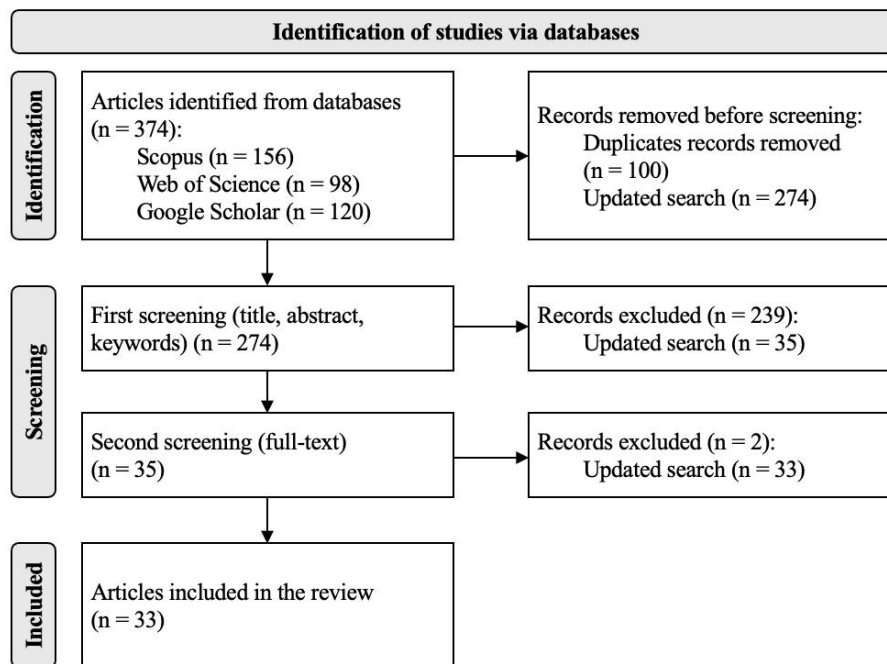 Identification of studies via databases
Identification
Articles identified from databases
(n = 374):
Scopus (n = 156)
Web of Science (n = 98)
Google Scholar (n = 120)
Records removed before screening:
Duplicates records removed
(n = 100)
Updated search (n = 274)
Screening
First screening (title, abstract,
keywords) (n = 274)
Records excluded (n = 239):
Updated search (n = 35)
Second screening (full-text)
(n = 35)
Records excluded (n = 2):
Updated search (n = 33)
Included
Articles included in the review
(n = 33)